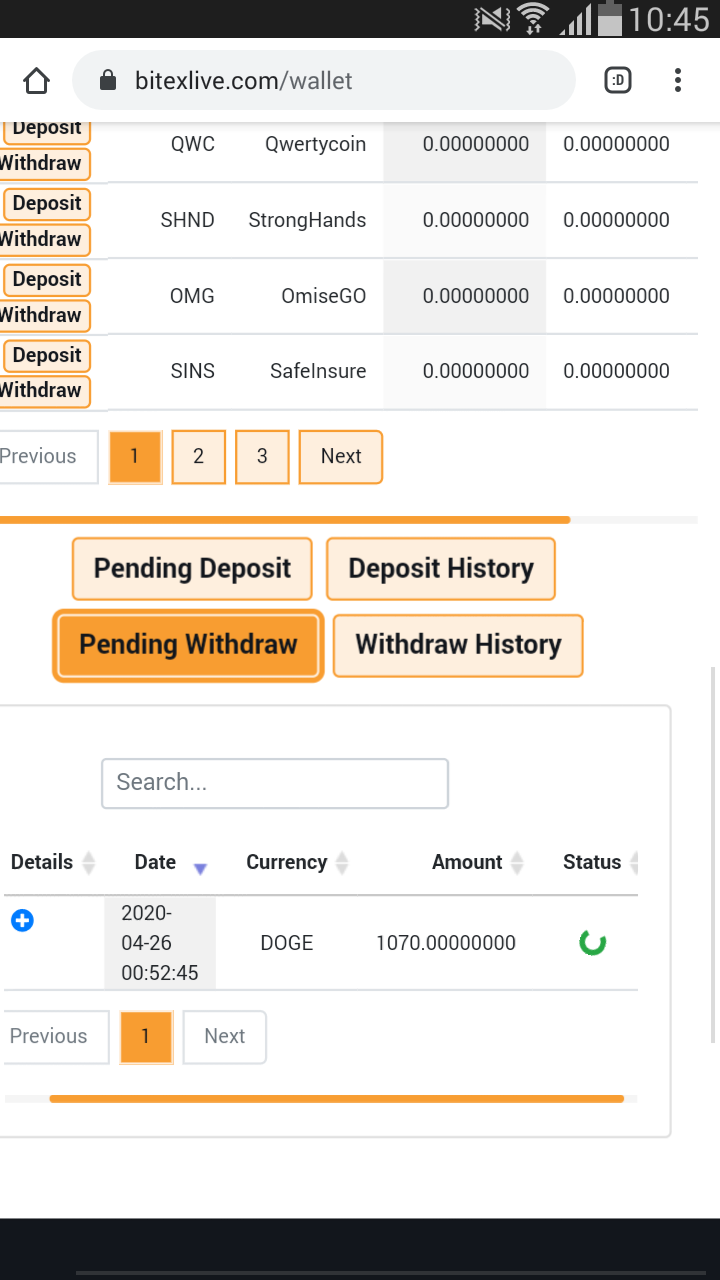 10:45
bitexlive.com/wallet
:D
Deposit
Withdraw
QWC Qwertycoin 0.00000000 0.00000000
Deposit
Withdraw
SHND StrongHands 0.00000000 0.00000000
Deposit
Withdraw
OMG OmiseGO 0.00000000 0.00000000
Deposit
Withdraw
SINS SafeInsure 0.00000000 0.00000000
Previous 1 2 3 Next
Pending Deposit Deposit History
Pending Withdraw Withdraw History
Search...
Details Date Currency Amount Status
2020-
04-26
00:52:45
DOGE 1070.00000000
Previous 1 Next